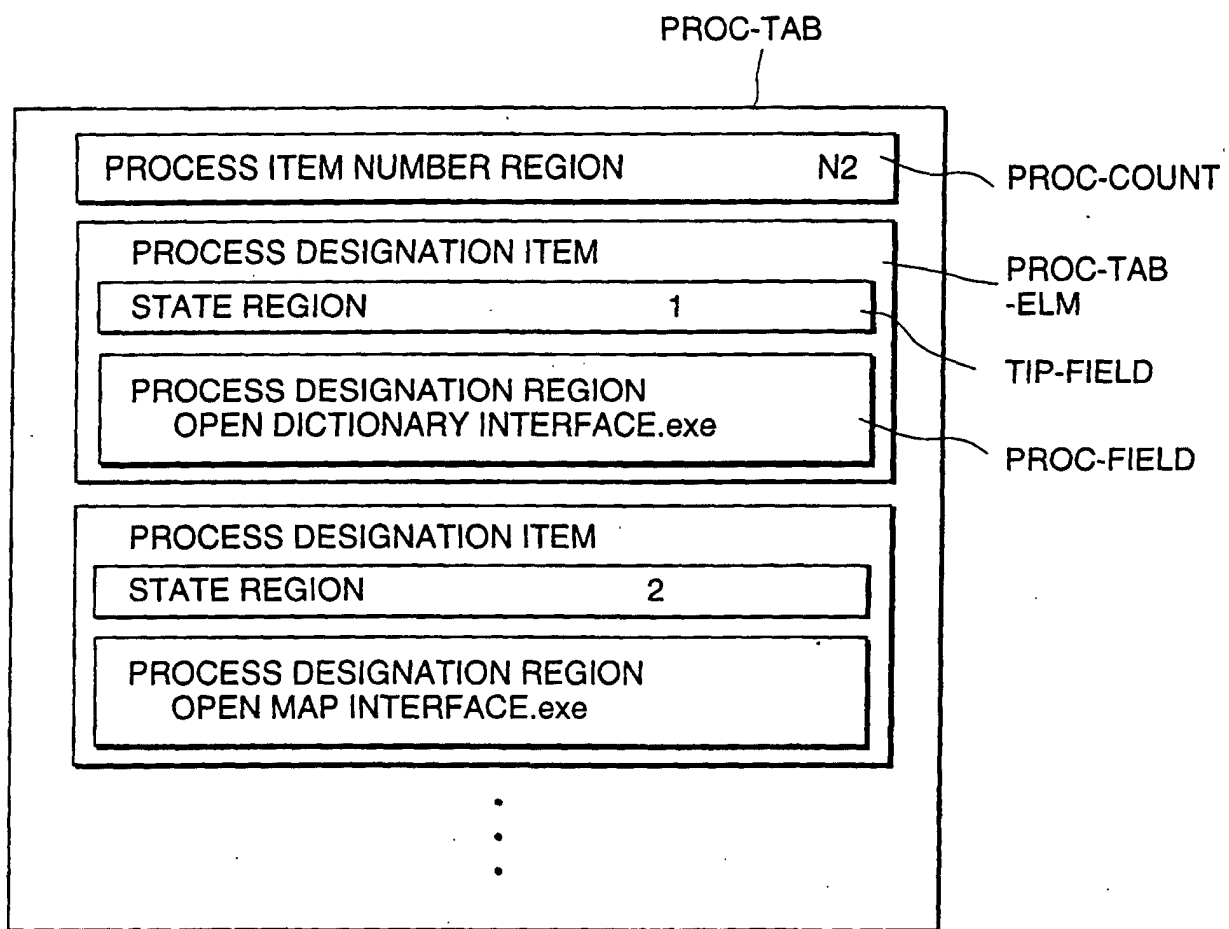 PROC-TAB
PROCESS ITEM NUMBER REGION N2
PROC-COUNT
PROCESS DESIGNATION ITEM
PROC-TAB
-ELM
STATE REGION 1
TIP-FIELD
PROCESS DESIGNATION REGION
OPEN DICTIONARY INTERFACE.exe
PROC-FIELD
PROCESS DESIGNATION ITEM
STATE REGION 2
PROCESS DESIGNATION REGION
OPEN MAP INTERFACE.exe